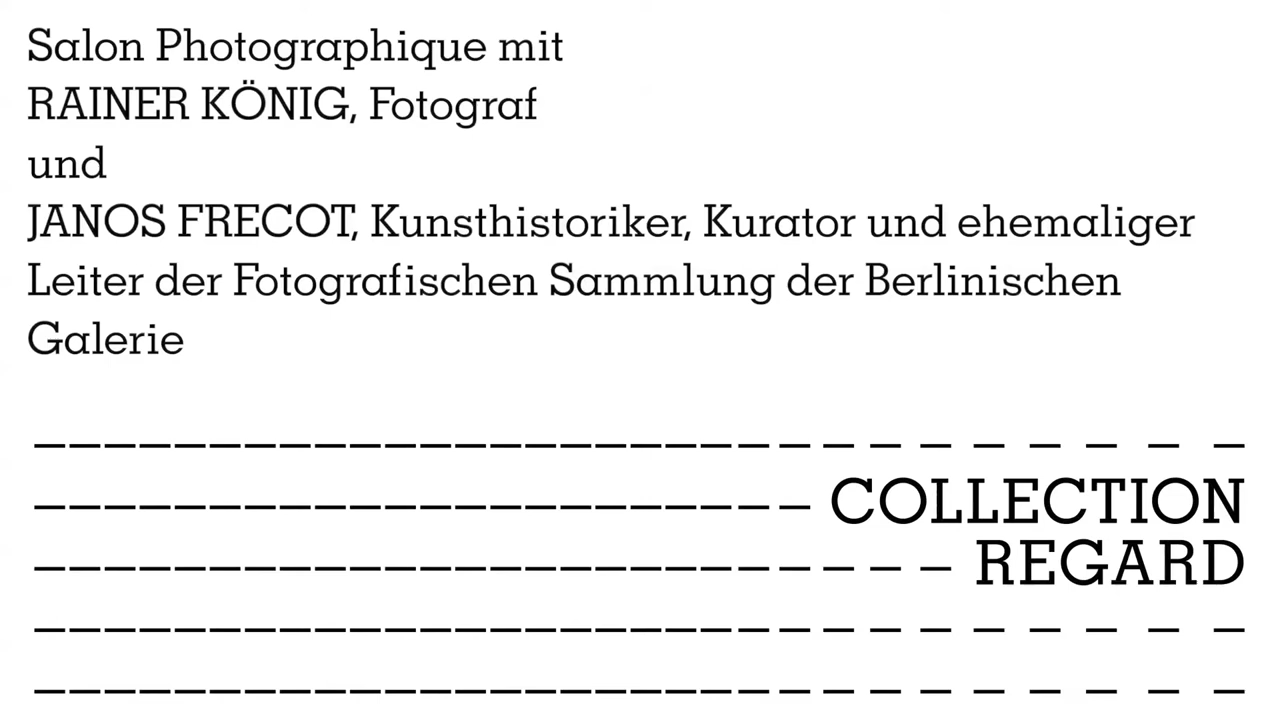 Salon Photographique mit
RAINER KÖNIG, Fotograf
und
JANOS FRECOT, Kunsthistoriker, Kurator und ehemaliger
Leiter der Fotografischen Sammlung der Berlinischen
Galerie
COLLECTION
REGARD